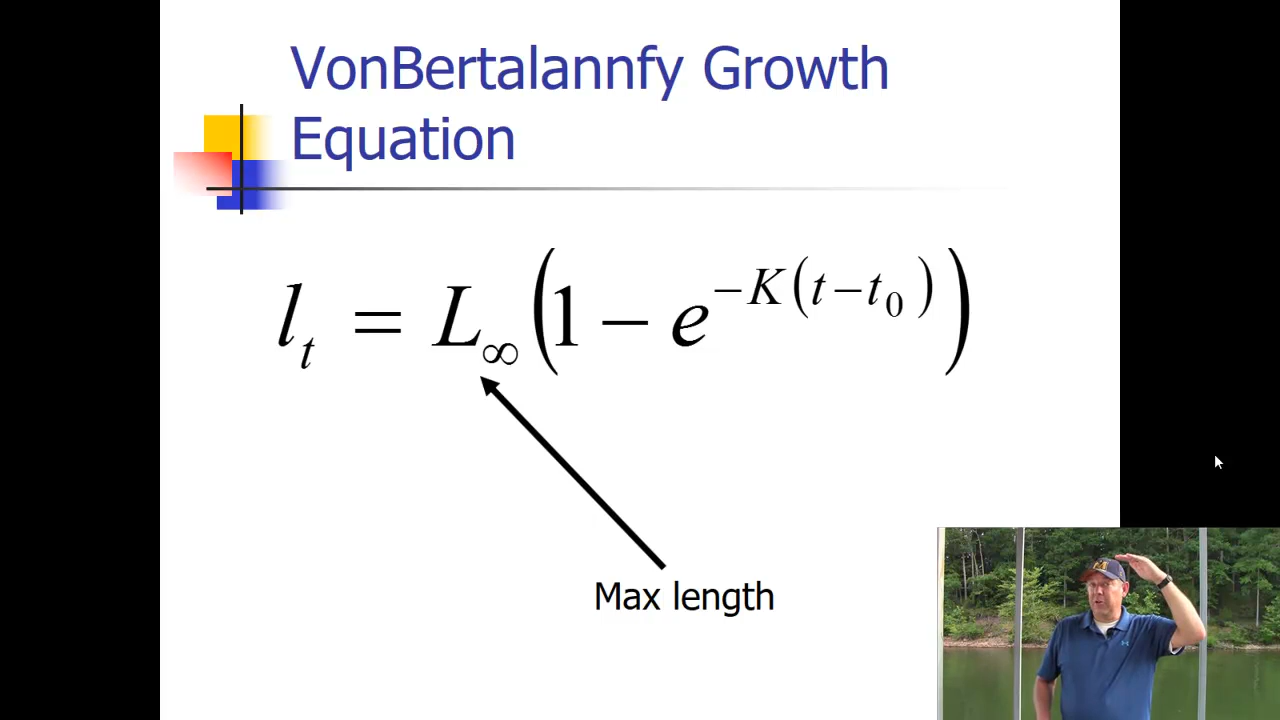 VonBertalannfy Growth
Equation
l_t = L_∞ (1 − e^{−K(t−t_0)})
Max length